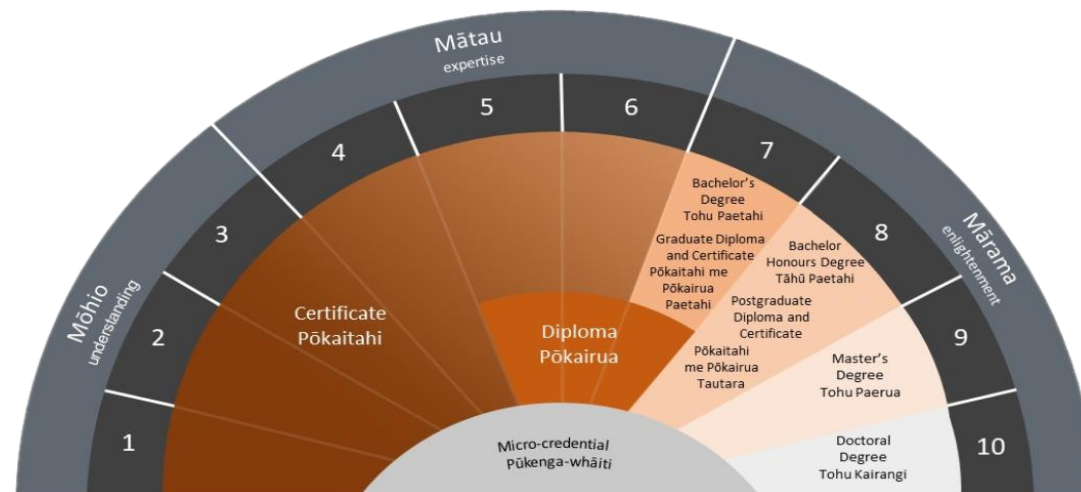 Mōhio
understanding
Mātau
expertise
Mārama
enlightenment
1
2
3
4
5
6
7
8
9
10
Certificate
Pōkaitahi
Diploma
Pōkairua
Bachelor's
Degree
Tohu Paetahi
Graduate Diploma
and Certificate
Pōkaitahi me
Pōkairua
Paetahi
Bachelor
Honours Degree
Tāhū Paetahi
Postgraduate
Diploma and
Certificate
Pōkaitahi
me Pōkairua
Tautara
Master's
Degree
Tohu Paerua
Doctoral
Degree
Tohu Kairangi
Micro-credential
Pūkenga-whāiti